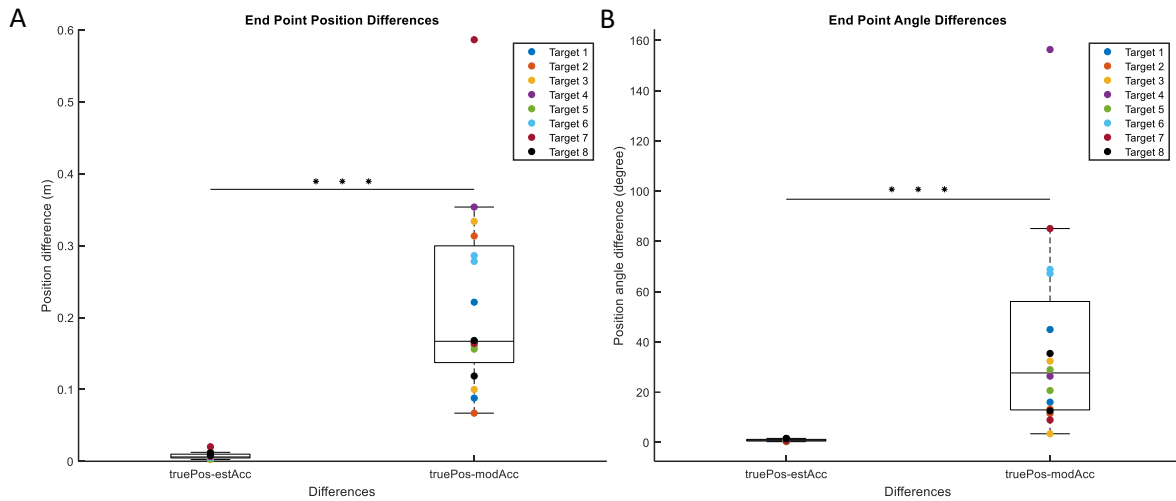 A
End Point Position Differences
0.6
0.5
0.4
0.3
0.2
0.1
0
Position difference (m)
* * *
Target 1
Target 2
Target 3
Target 4
Target 5
Target 6
Target 7
Target 8
truePos-estAcc
truePos-modAcc
Differences
B
End Point Angle Differences
160
140
120
100
80
60
40
20
0
Position angle difference (degree)
* * *
Target 1
Target 2
Target 3
Target 4
Target 5
Target 6
Target 7
Target 8
truePos-estAcc
truePos-modAcc
Differences